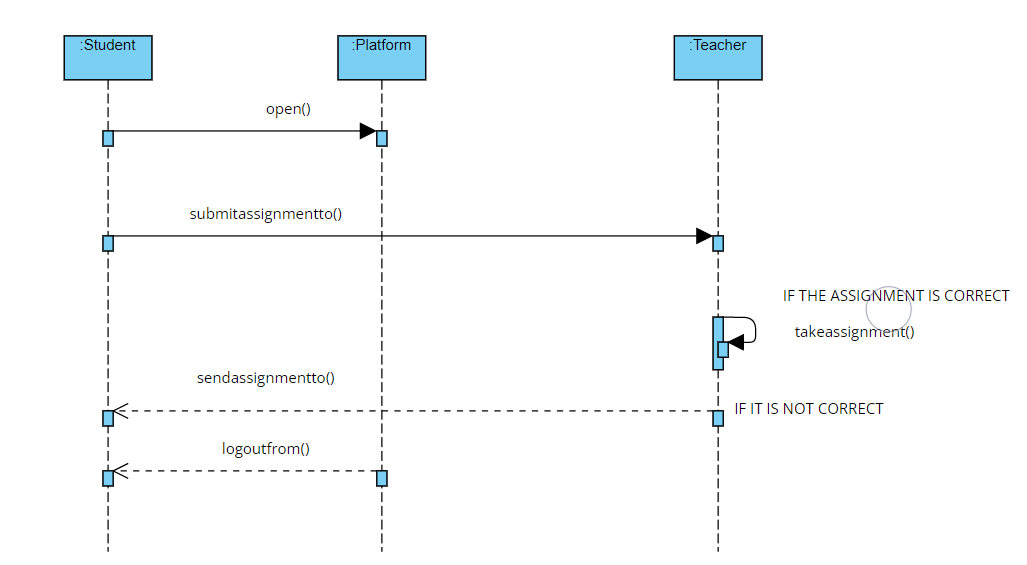 :Student
:Platform
:Teacher
open()
submitassignmentto()
IF THE ASSIGNMENT IS CORRECT
takeassignment()
sendassignmentto()
IF IT IS NOT CORRECT
logoutfrom()